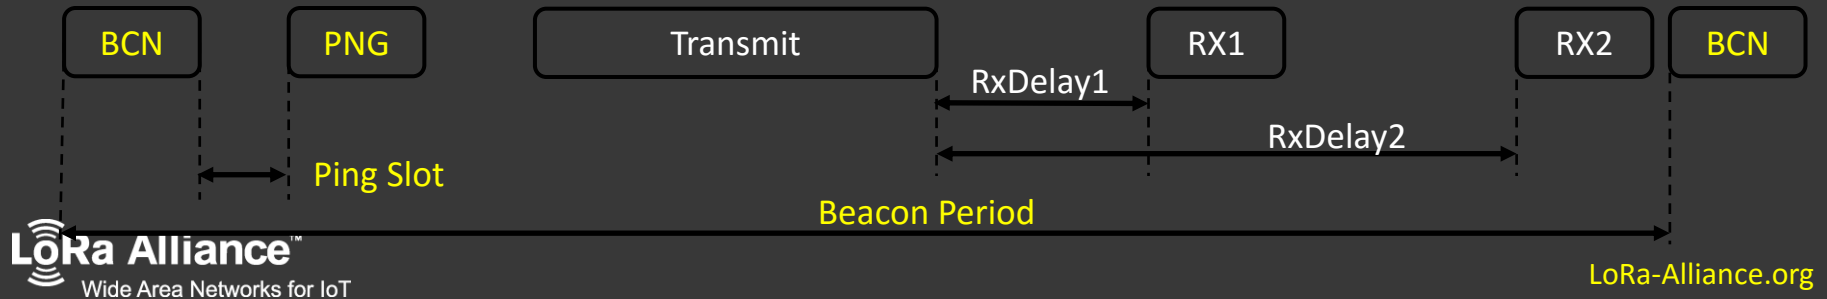 BCN
PNG
Transmit
RX1
RX2
BCN
RxDelay1
RxDelay2
Ping Slot
Beacon Period
LoRa Alliance™
Wide Area Networks for IoT
LoRa-Alliance.org